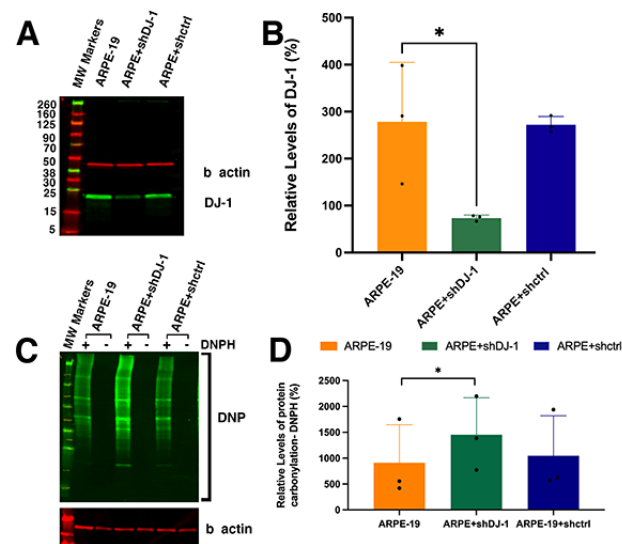 A
MW Markers
ARPE-19
ARPE+shDJ-1
ARPE+shctrl
260
160
125
90
70
50
38
30
25
15
5
b actin
DJ-1
B
Relative Levels of DJ-1 (%)
500
400
300
200
100
0
*
ARPE-19
ARPE+shDJ-1
ARPE+shctrl
C
MW Markers
ARPE-19
ARPE+shDJ-1
ARPE+shctrl
+ - + - + - DNPH
DNP
b actin
D
ARPE-19 ARPE+shDJ-1 ARPE+shctrl
Relative Levels of protein
carbonylation- DNPH (%)
2500
2000
1500
1000
500
0
*
ARPE-19 ARPE+shDJ-1 ARPE-19+shctrl